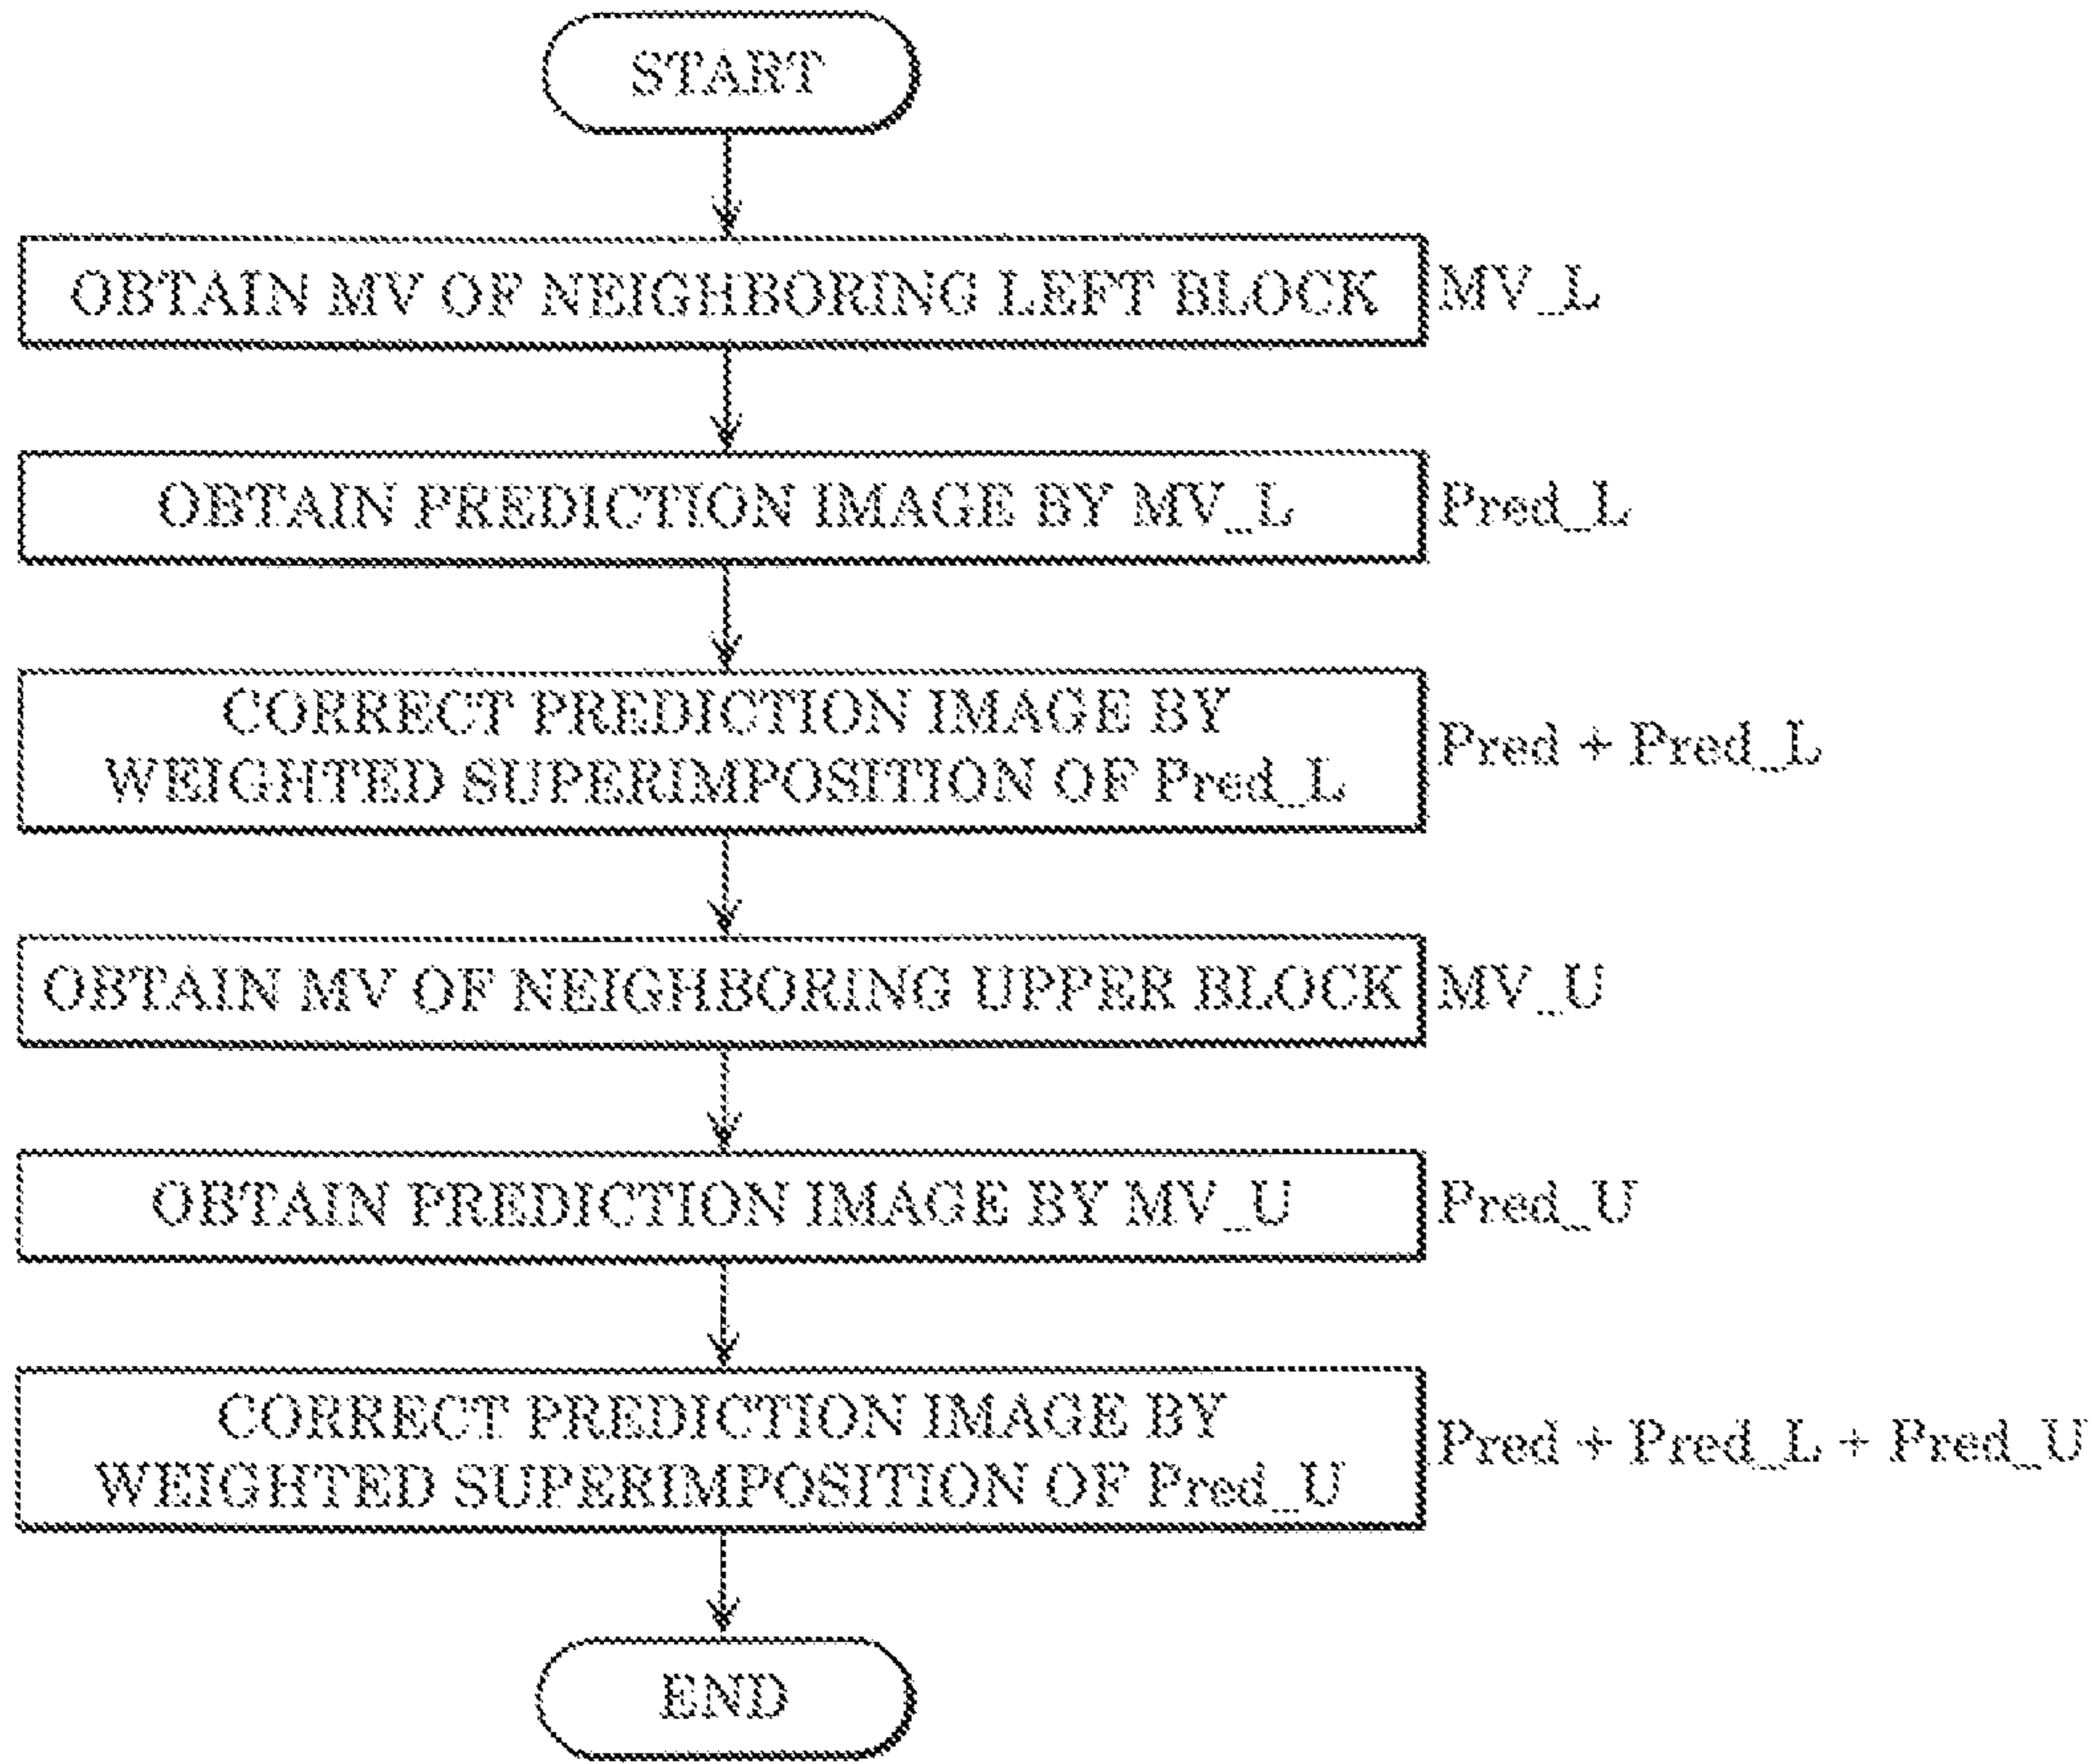 START
OBTAIN MV OF NEIGHBORING LEFT BLOCK
MV_L
OBTAIN PREDICTION IMAGE BY MV_L
Pred_L
CORRECT PREDICTION IMAGE BY
WEIGHTED SUPERIMPOSITION OF Pred_L
Pred + Pred_L
OBTAIN MV OF NEIGHBORING UPPER BLOCK
MV_U
OBTAIN PREDICTION IMAGE BY MV_U
Pred_U
CORRECT PREDICTION IMAGE BY
WEIGHTED SUPERIMPOSITION OF Pred_U
Pred + Pred_L + Pred_U
END